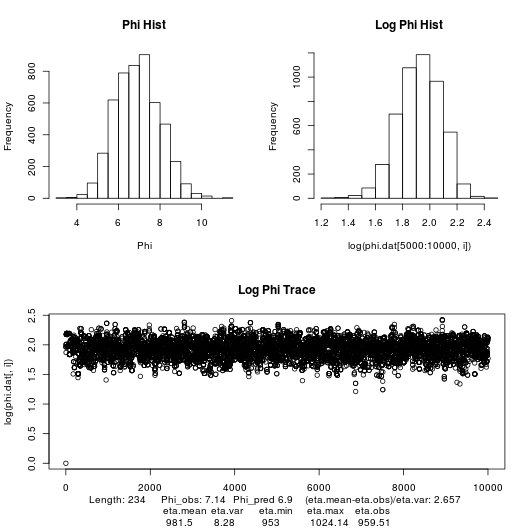 Phi Hist
Log Phi Hist
Frequency
0 200 400 600 800
4 6 8 10
Phi
Frequency
0 200 600 1000
1.2 1.4 1.6 1.8 2.0 2.2 2.4
log(phi.dat[5000:10000, i])
Log Phi Trace
log(phi.dat[, i])
0.0 0.5 1.0 1.5 2.0 2.5
0 2000 4000 6000 8000 10000
Length: 234 Phi_obs: 7.14 Phi_pred 6.9 (eta.mean-eta.obs)/eta.var: 2.657
eta.mean eta.var eta.min eta.max eta.obs
981.5 8.28 953 1024.14 959.51